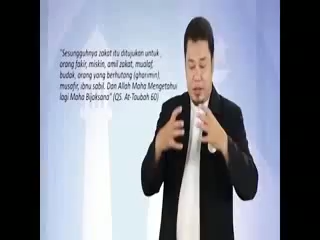 "Sesungguhnya zakat itu ditujukan untuk ,
orang fakir, miskin, amil zakat, mualaf,
budak, orang yang berhutang (gharimin),
musafir, ibnu sabil. Dan Allah Maha Mengetahui
lagi Maha Bijaksana" (QS. At-Taubah 60)